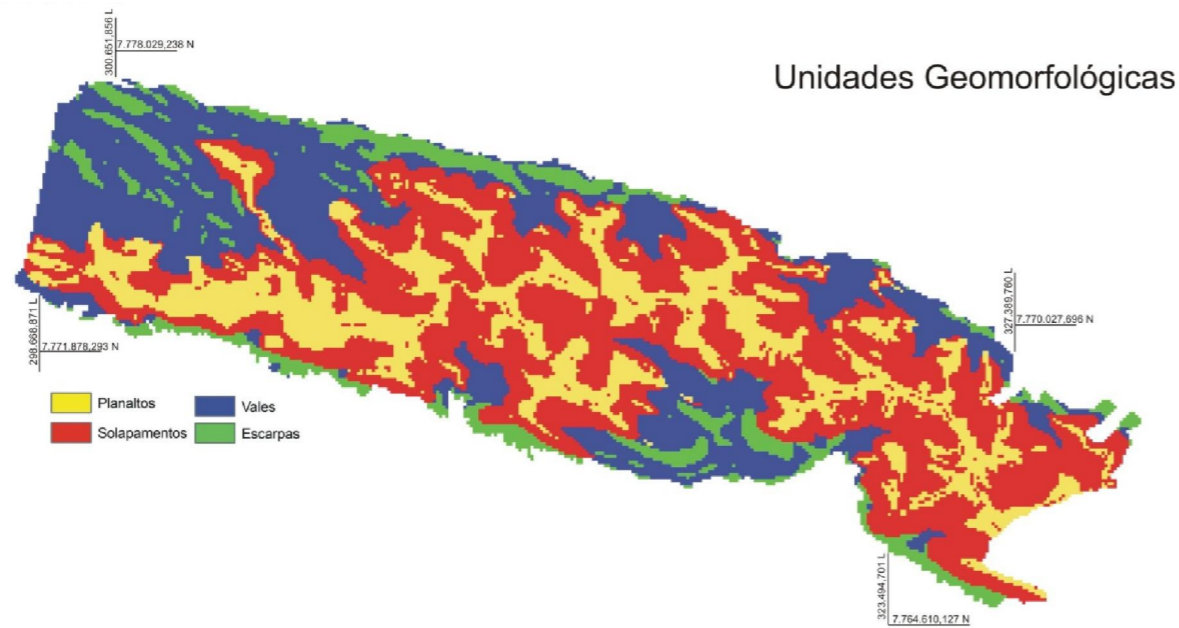 300.651,856 L
7.778.029,238 N
Unidades Geomorfológicas
327.389,760 L
7.770.027,696 N
298.668,871 L
7.771.878,293 N
Planaltos
Vales
Solapamentos
Escarpas
323.494,701 L
7.764.610,127 N